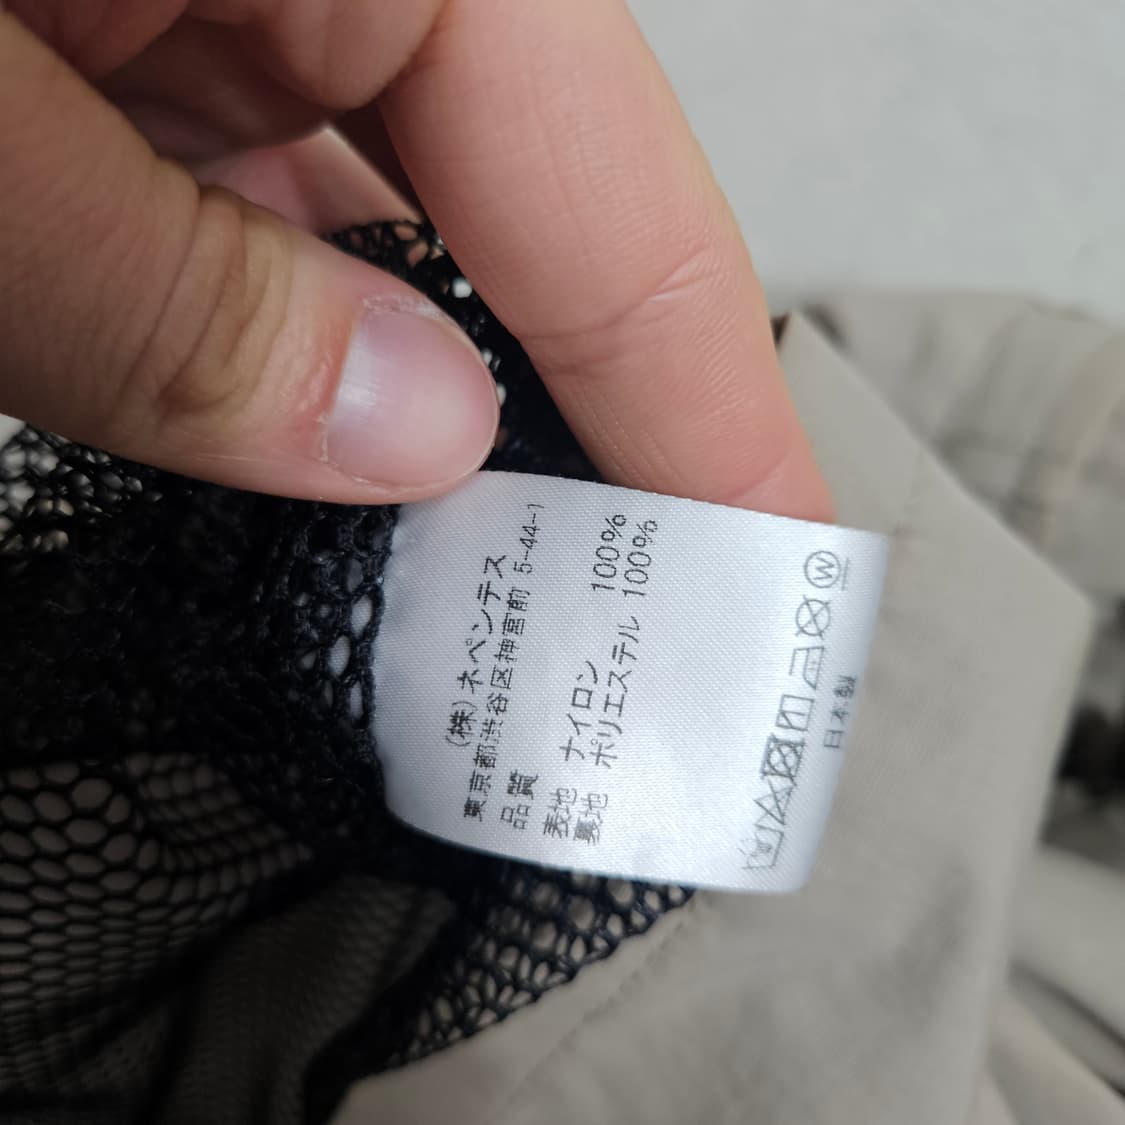 (株)ネペンテス
東京都渋谷区神宮前 5-44-1
品質
表地 ナイロン 100%
裏地 ポリエステル 100%
W
日本製